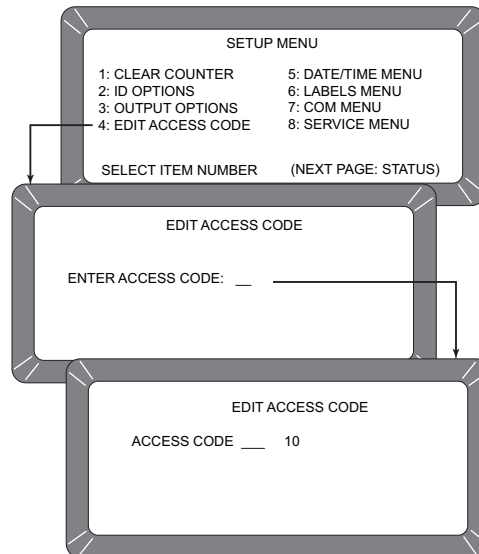 SETUP MENU
1: CLEAR COUNTER
2: ID OPTIONS
3: OUTPUT OPTIONS
4: EDIT ACCESS CODE
5: DATE/TIME MENU
6: LABELS MENU
7: COM MENU
8: SERVICE MENU
SELECT ITEM NUMBER (NEXT PAGE: STATUS)
EDIT ACCESS CODE
ENTER ACCESS CODE: __
EDIT ACCESS CODE
ACCESS CODE ___ 10